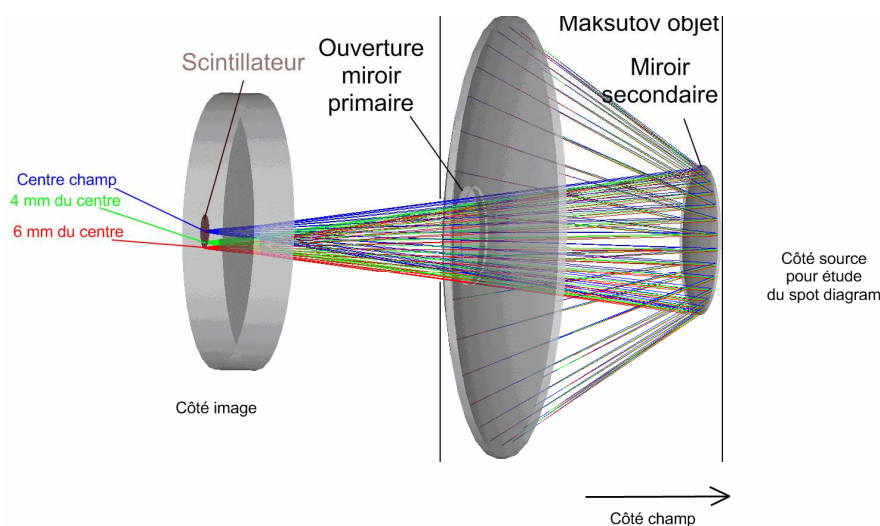 Maksutov objet
Ouverture
miroir
primaire
Scintillateur
Miroir
secondaire
Centre champ
4 mm du centre
6 mm du centre
Côté source
pour étude
du spot diagram
Côté image
Côté champ